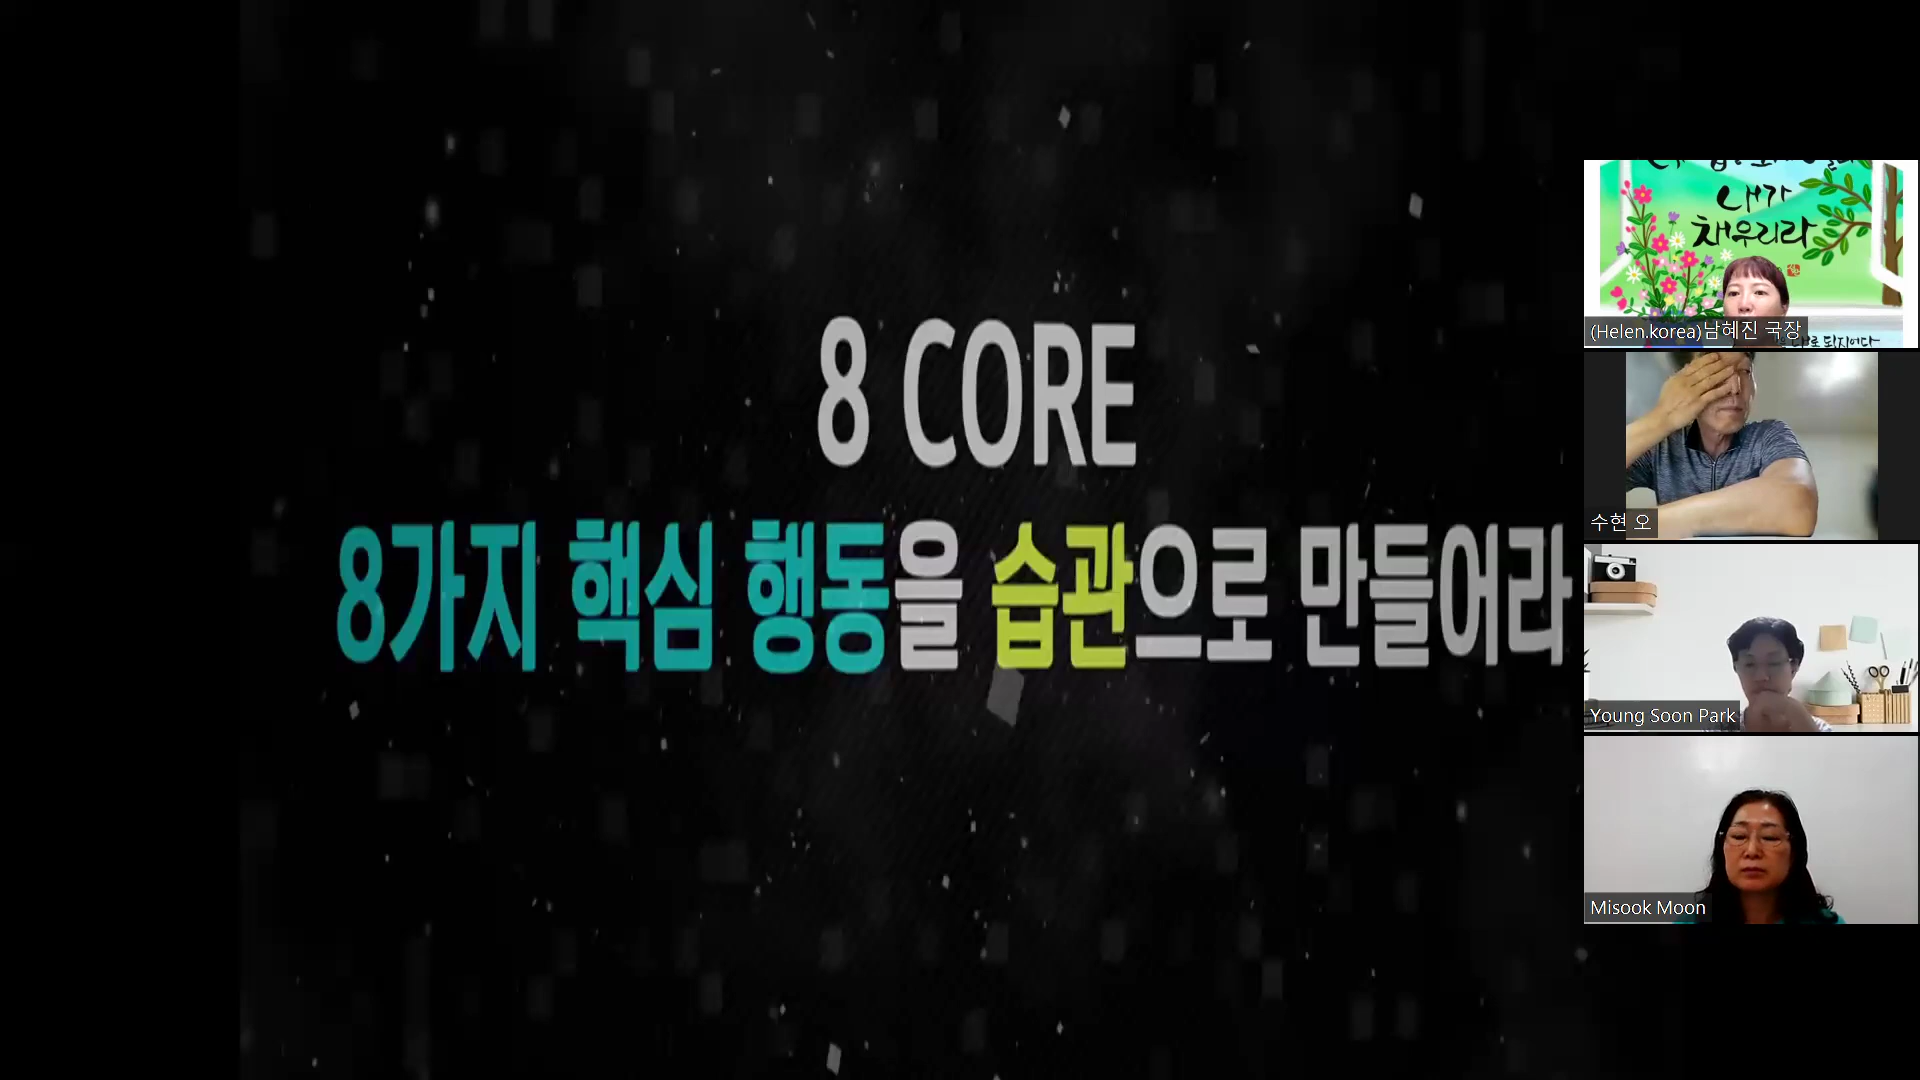 8 CORE
8가지 핵심 행동을 습관으로 만들어라
내가
채우리라
(Helen.korea)남혜진 국장
수현 오
Young Soon Park
Misook Moon